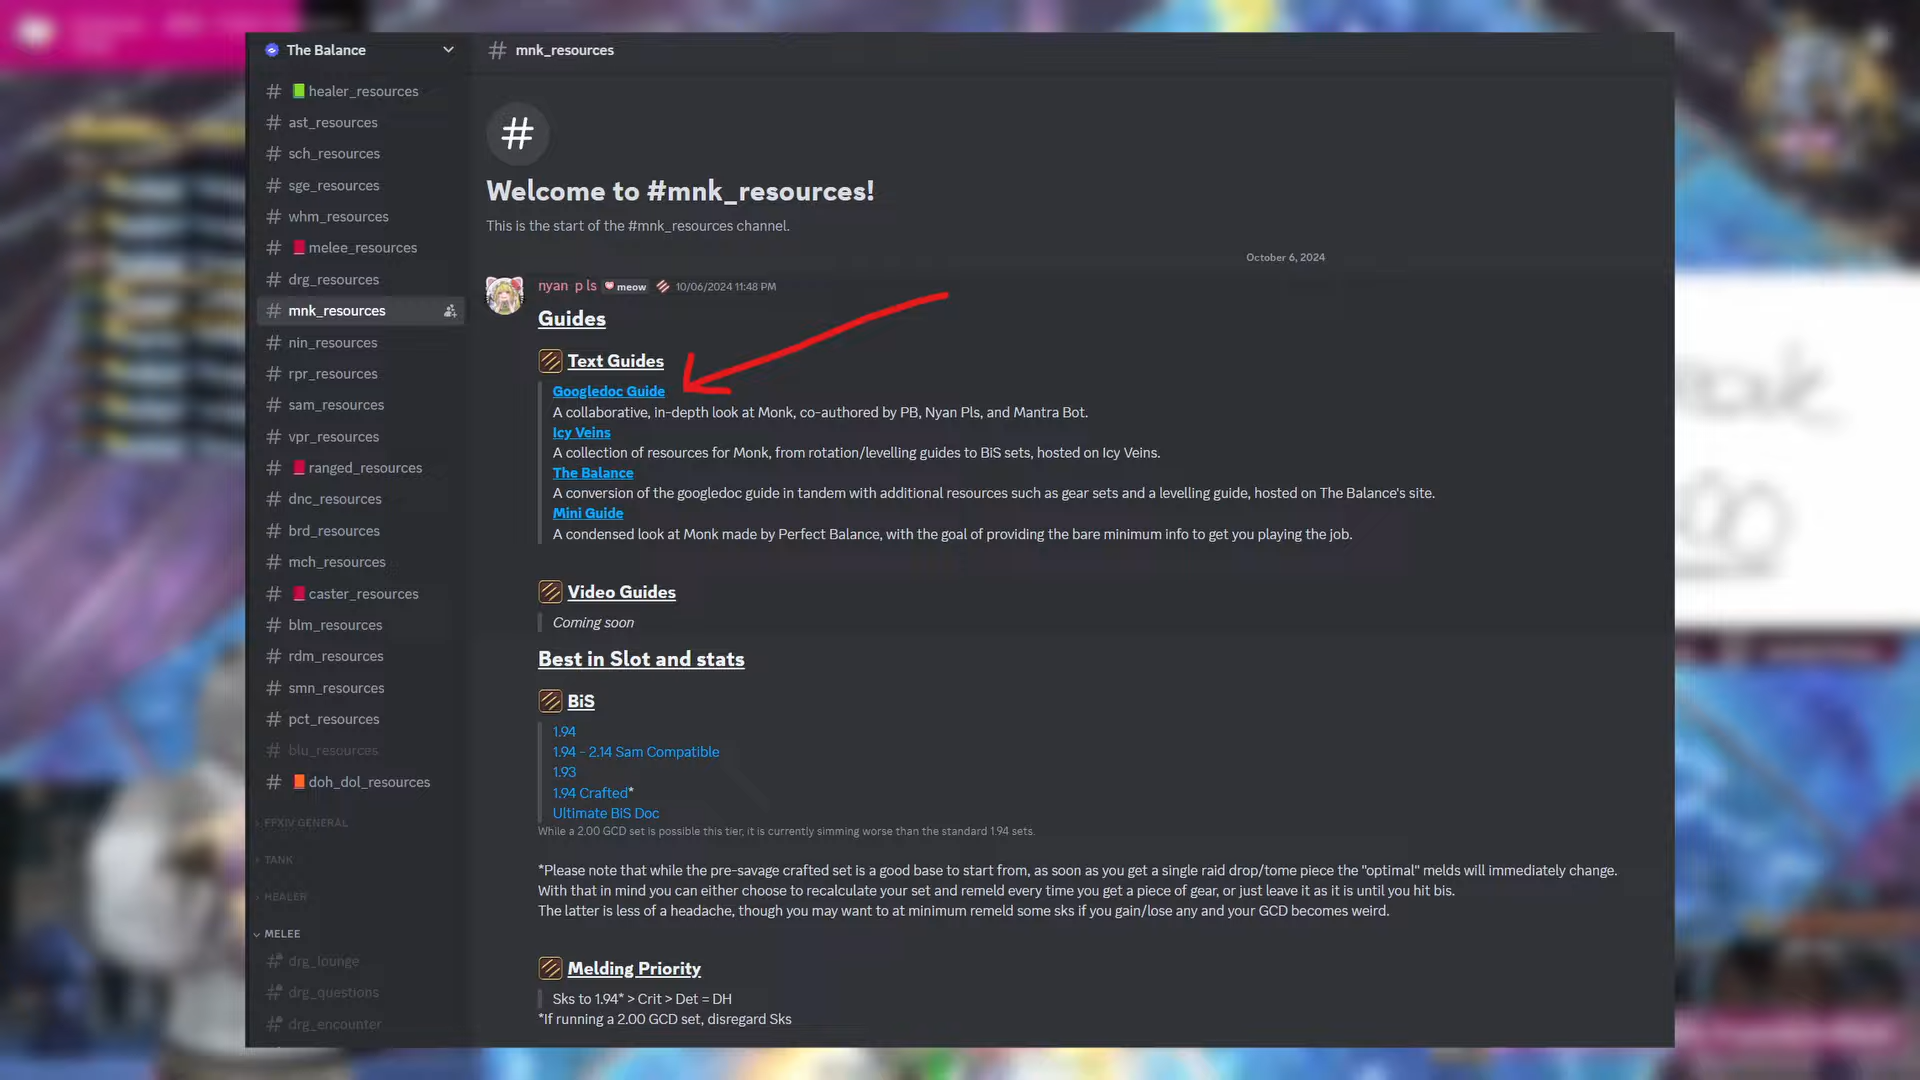 The Balance
healer_resources
ast_resources
sch_resources
sge_resources
whm_resources
melee_resources
drg_resources
mnk_resources
nin_resources
rpr_resources
sam_resources
vpr_resources
ranged_resources
dnc_resources
brd_resources
mch_resources
caster_resources
blm_resources
rdm_resources
smn_resources
pct_resources
blu_resources
doh_dol_resources
FFXIV GENERAL
TANK
HEALER
MELEE
drg_lounge
drg_questions
drg_encounter
# mnk_resources
#
Welcome to #mnk_resources!
This is the start of the #mnk_resources channel.
October 6, 2024
nyan pls meow 10/06/2024 11:48 PM
Guides
Text Guides
Googledoc Guide
A collaborative, in-depth look at Monk, co-authored by PB, Nyan Pls, and Mantra Bot.
Icy Veins
A collection of resources for Monk, from rotation/levelling guides to BiS sets, hosted on Icy Veins.
The Balance
A conversion of the googledoc guide in tandem with additional resources such as gear sets and a levelling guide, hosted on The Balance's site.
Mini Guide
A condensed look at Monk made by Perfect Balance, with the goal of providing the bare minimum info to get you playing the job.
Video Guides
Coming soon
Best in Slot and stats
BiS
1.94
1.94 - 2.14 Sam Compatible
1.93
1.94 Crafted*
Ultimate BiS Doc
While a 2.00 GCD set is possible this tier, it is currently simming worse than the standard 1.94 sets.
*Please note that while the pre-savage crafted set is a good base to start from, as soon as you get a single raid drop/tome piece the "optimal" melds will immediately change.
With that in mind you can either choose to recalculate your set and remeld every time you get a piece of gear, or just leave it as it is until you hit bis.
The latter is less of a headache, though you may want to at minimum remeld some sks if you gain/lose any and your GCD becomes weird.
Melding Priority
Sks to 1.94* > Crit > Det = DH
*If running a 2.00 GCD set, disregard Sks